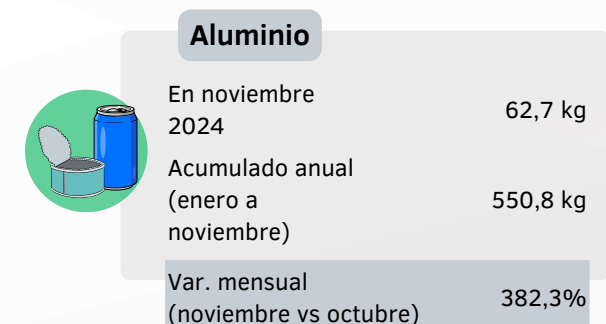 Aluminio
En noviembre
2024
62,7 kg
Acumulado anual
(enero a
noviembre)
550,8 kg
Var. mensual
(noviembre vs octubre)
382,3%